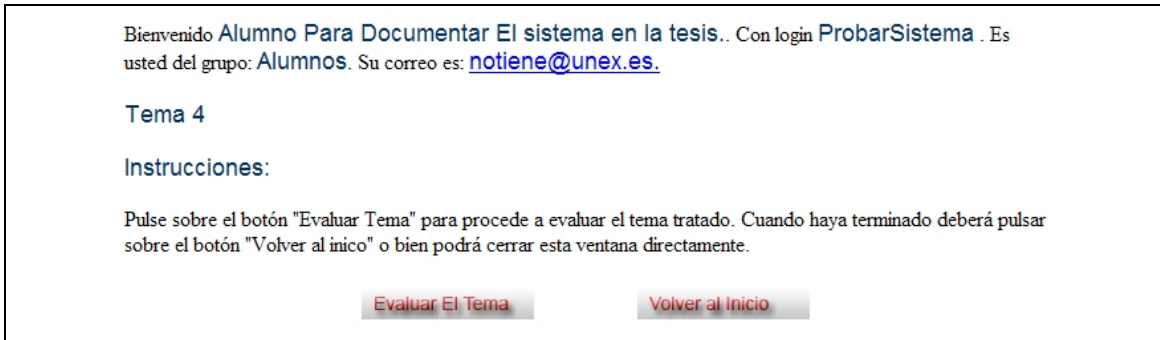 Bienvenido Alumno Para Documentar El sistema en la tesis.. Con login ProbarSistema . Es
usted del grupo: Alumnos. Su correo es: notiene@unex.es.
Tema 4
Instrucciones:
Pulse sobre el botón "Evaluar Tema" para procede a evaluar el tema tratado. Cuando haya terminado deberá pulsar
sobre el botón "Volver al inico" o bien podrá cerrar esta ventana directamente.
Evaluar El Tema Volver al Inicio